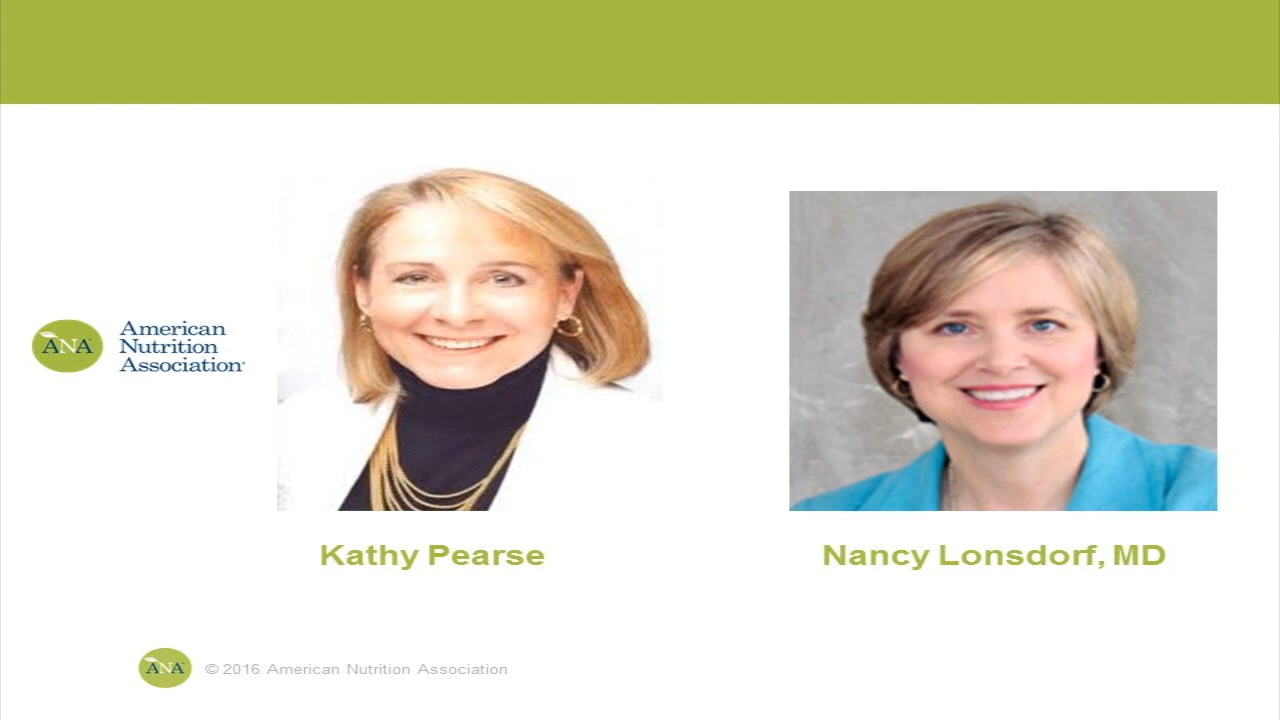 ANA
American
Nutrition
Association
Kathy Pearse
Nancy Lonsdorf, MD
ANA
© 2016 American Nutrition Association